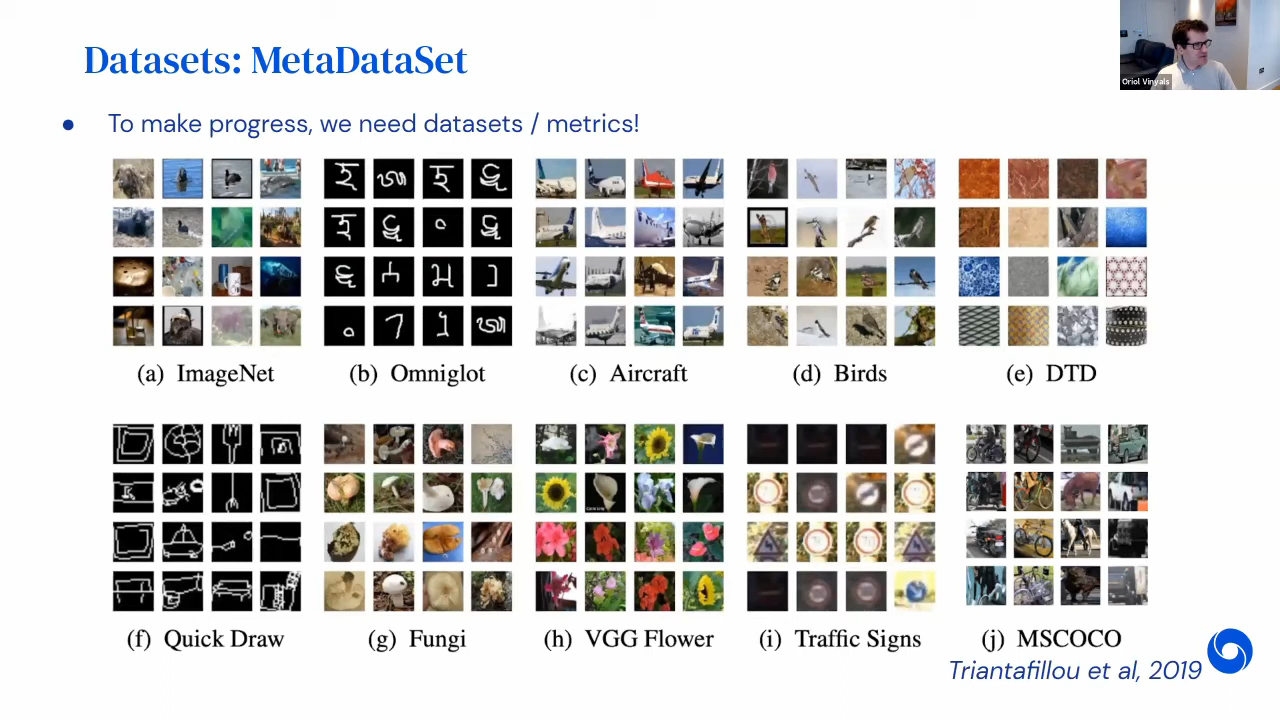 Datasets: MetaDataSet
Oriol Vinyals
● To make progress, we need datasets / metrics!
(a) ImageNet
(b) Omniglot
(c) Aircraft
(d) Birds
(e) DTD
(f) Quick Draw
(g) Fungi
(h) VGG Flower
(i) Traffic Signs
(j) MSCOCO
Triantafillou et al, 2019